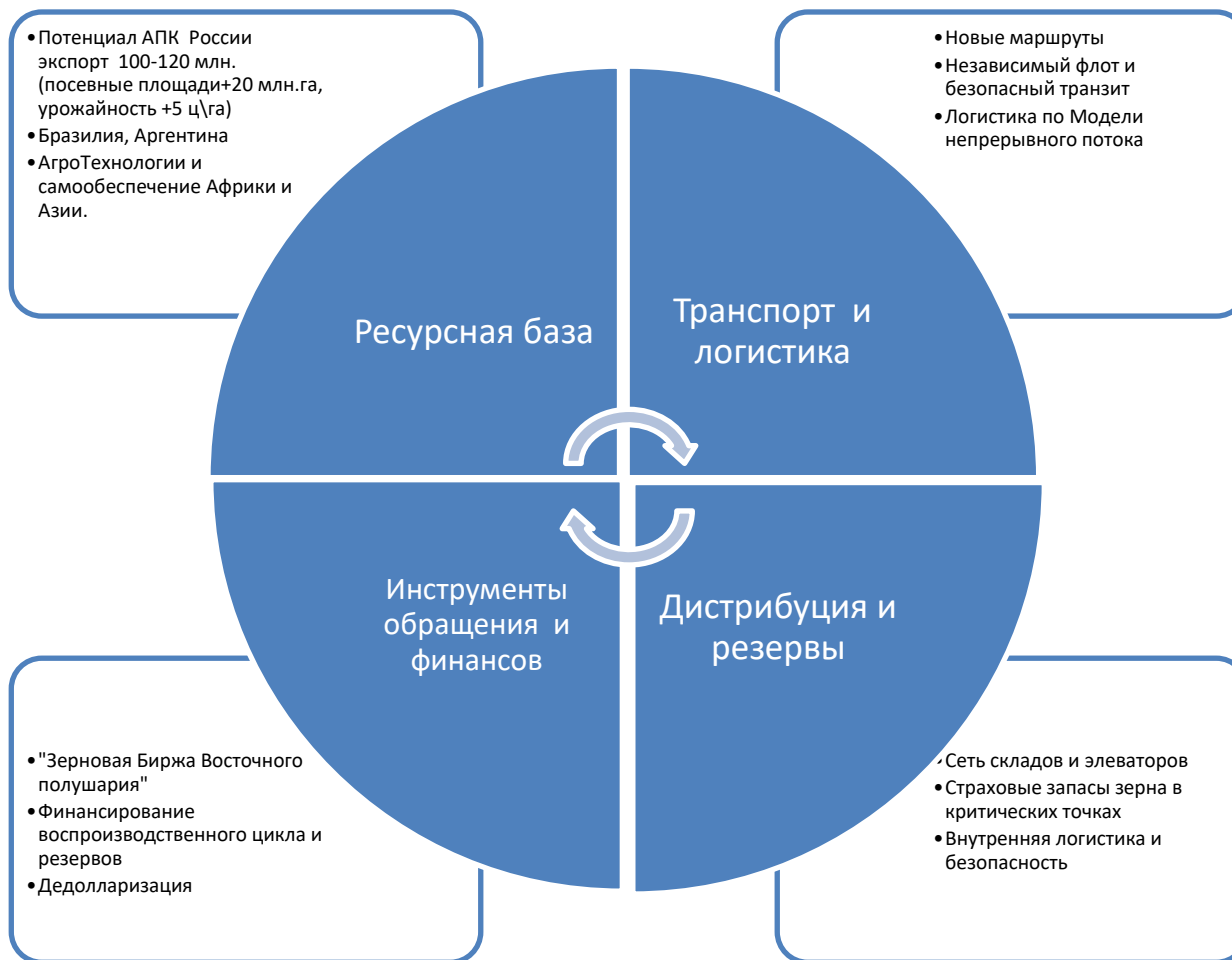 •Потенциал АПК России
экспорт 100-120 млн.
(посевные площади+20 млн.га,
урожайность +5 ц\га)
•Бразилия, Аргентина
•АгроТехнологии и
самообеспечение Африки и
Азии.
•Новые маршруты
•Независимый флот и
безопасный транзит
•Логистика по Модели
непрерывного потока
Ресурсная база
Транспорт и
логистика
Инструменты
обращения и
финансов
Дистрибуция и
резервы
•"Зерновая Биржа Восточного
полушария"
•Финансирование
воспроизводственного цикла и
резервов
•Дедолларизация
•Сеть складов и элеваторов
•Страховые запасы зерна в
критических точках
•Внутренняя логистика и
безопасность